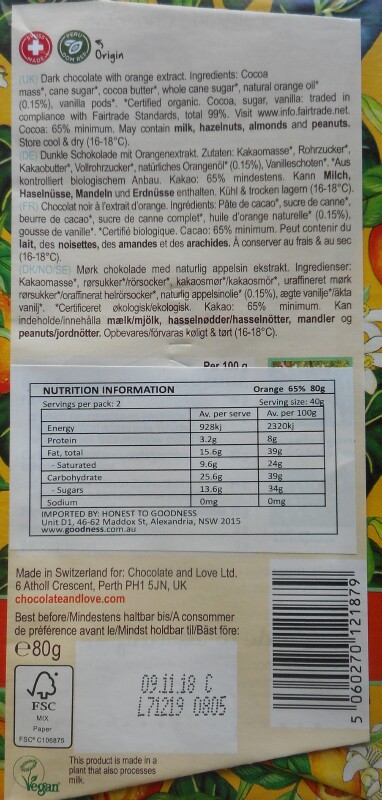 SWISS
MADE
PERU
DOM REP.
Origin
(UK) Dark chocolate with orange extract. Ingredients: Cocoa
mass*, cane sugar*, cocoa butter*, whole cane sugar*, natural orange oil*
(0.15%), vanilla pods*. *Certified organic. Cocoa, sugar, vanilla: traded in
compliance with Fairtrade Standards, total 99%. Visit www.info.fairtrade.net.
Cocoa: 65% minimum. May contain milk, hazelnuts, almonds and peanuts.
Store cool & dry (16-18°C).
(DE) Dunkle Schokolade mit Orangenextrakt. Zutaten: Kakaomasse*, Rohrzucker*,
Kakaobutter*, Vollrohrzucker*, natürliches Orangenöl* (0.15%), Vanilleschoten*. *Aus
kontrolliert biologischem Anbau. Kakao: 65% mindestens. Kann Milch,
Haselnüsse, Mandeln und Erdnüsse enthalten. Kühl & trocken lagern (16-18°C).
(FR) Chocolat noir à l'extrait d'orange. Ingrédients: Pâte de cacao*, sucre de canne*,
beurre de cacao*, sucre de canne complet*, huile d'orange naturelle* (0.15%),
gousse de vanille*. *Certifié biologique. Cacao: 65% minimum. Peut contenir du
lait, des noisettes, des amandes et des arachides. À conserver au frais & au sec
(16-18°C).
(DK/NO/SE) Mørk chokolade med naturlig appelsin ekstrakt. Ingredienser:
Kakaomasse*, rørsukker*/rörsocker*, kakaosmør*/kakaosmör*, uraffineret mørk
rørsukker*/oraffinerat helrörsocker*, naturlig appelsinolie* (0.15%), ægte vanilje*/äkta
vanilj*. *Certificeret økologisk/ekologisk. Kakao: 65% minimum. Kan
indeholde/innehålla mælk/mjölk, hasselnødder/hasselnötter, mandler og
peanuts/jordnötter. Opbevares/förvaras køligt & tørt (16-18°C).
Per 100 g
NUTRITION INFORMATION Orange 65% 80g
Servings per pack: 2 Serving size: 40g
Av. per serve Av. per 100g
Energy 928kj 2320kj
Protein 3.2g 8g
Fat, total 15.6g 39g
- Saturated 9.6g 24g
Carbohydrate 25.6g 39g
- Sugars 13.6g 34g
Sodium 0mg 0mg
IMPORTED BY: HONEST TO GOODNESS
Unit D1, 46-62 Maddox St, Alexandria, NSW 2015
www.goodness.com.au
Made in Switzerland for: Chocolate and Love Ltd.
6 Atholl Crescent, Perth PH1 5JN, UK
chocolateandlove.com
Best before/Mindestens haltbar bis/A consommer
de préférence avant le/Mindst holdbar til/Bäst före:
℮80g
09.11.18 C
L71219 0805
FSC
MIX
Paper
FSC® C106875
5 060270 121879
Vegan
This product is made in a
plant that also processes
milk.